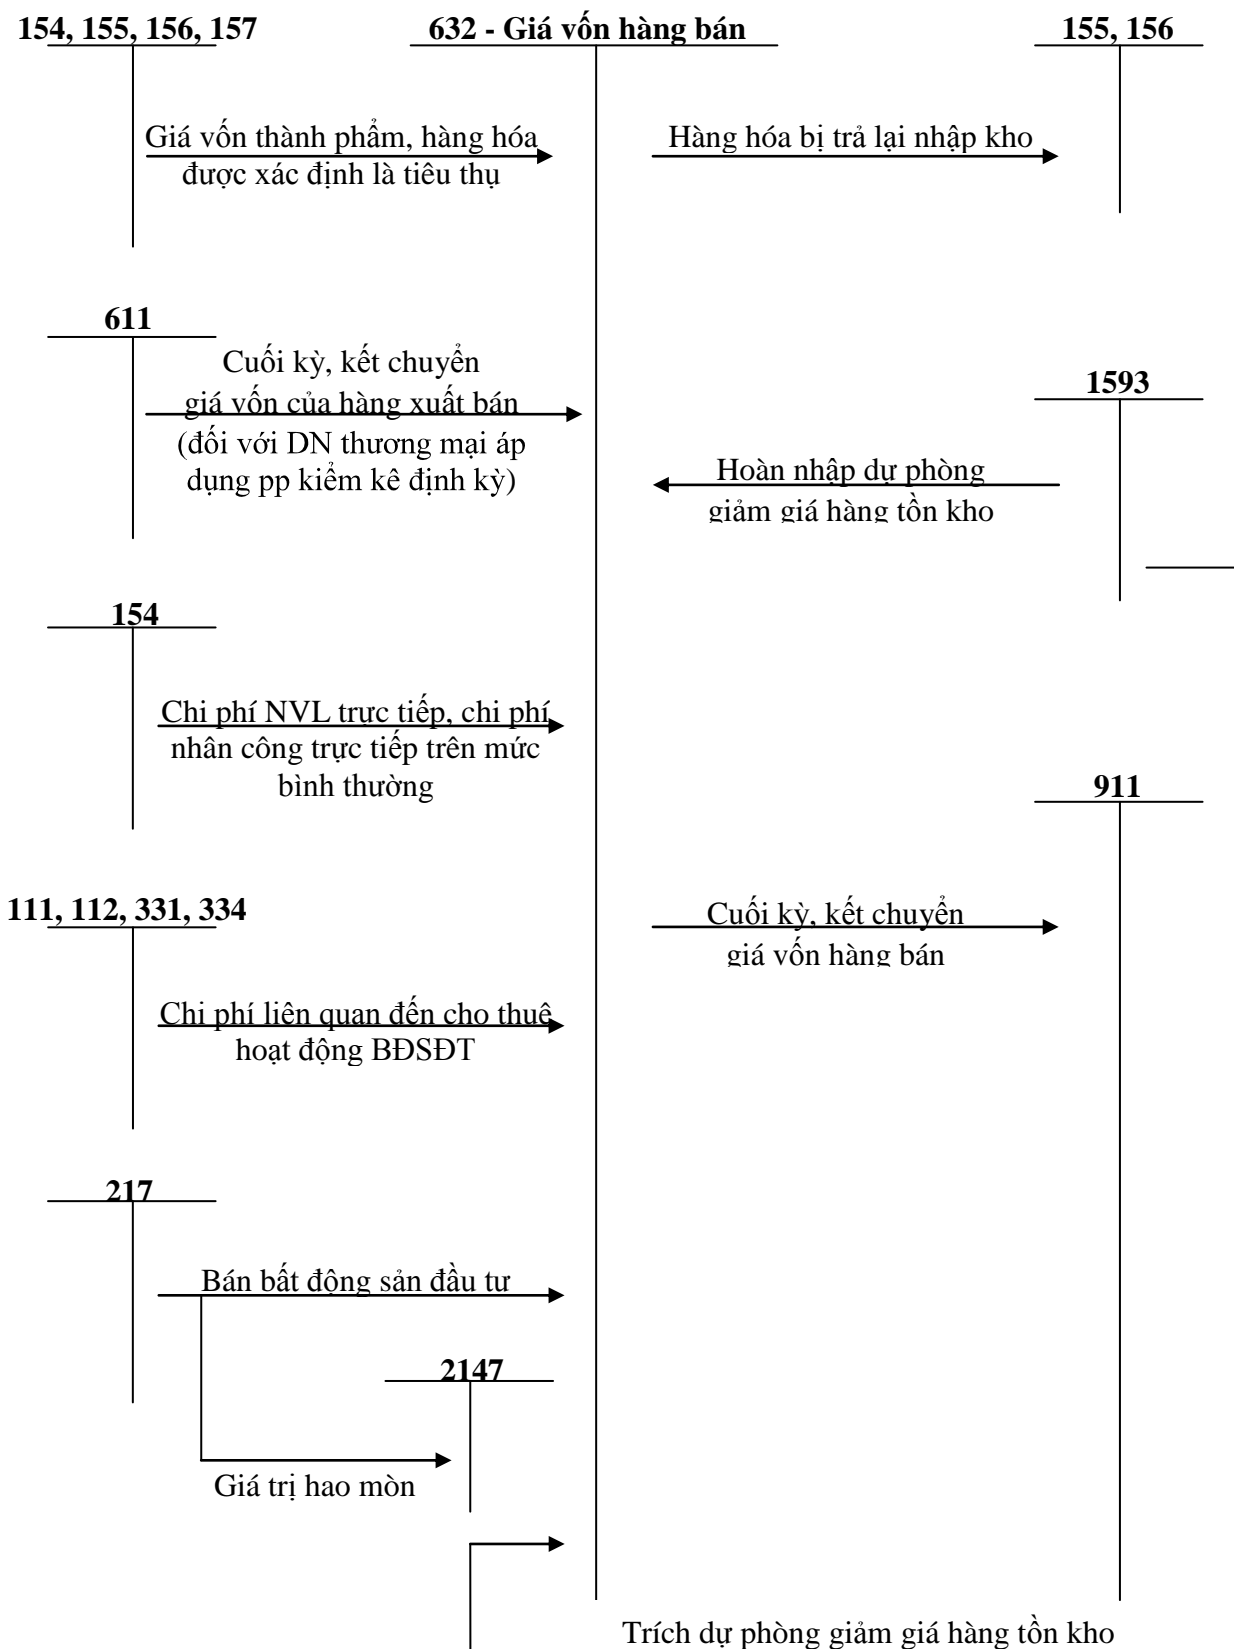 154, 155, 156, 157
632 - Giá vốn hàng bán
155, 156
Giá vốn thành phẩm, hàng hóa
được xác định là tiêu thụ
Hàng hóa bị trả lại nhập kho
611
Cuối kỳ, kết chuyển
giá vốn của hàng xuất bán
(đối với DN thương mại áp
dụng pp kiểm kê định kỳ)
1593
Hoàn nhập dự phòng
giảm giá hàng tồn kho
154
Chi phí NVL trực tiếp, chi phí
nhân công trực tiếp trên mức
bình thường
911
111, 112, 331, 334
Cuối kỳ, kết chuyển
giá vốn hàng bán
Chi phí liên quan đến cho thuê
hoạt động BĐSĐT
217
Bán bất động sản đầu tư
2147
Giá trị hao mòn
Trích dự phòng giảm giá hàng tồn kho